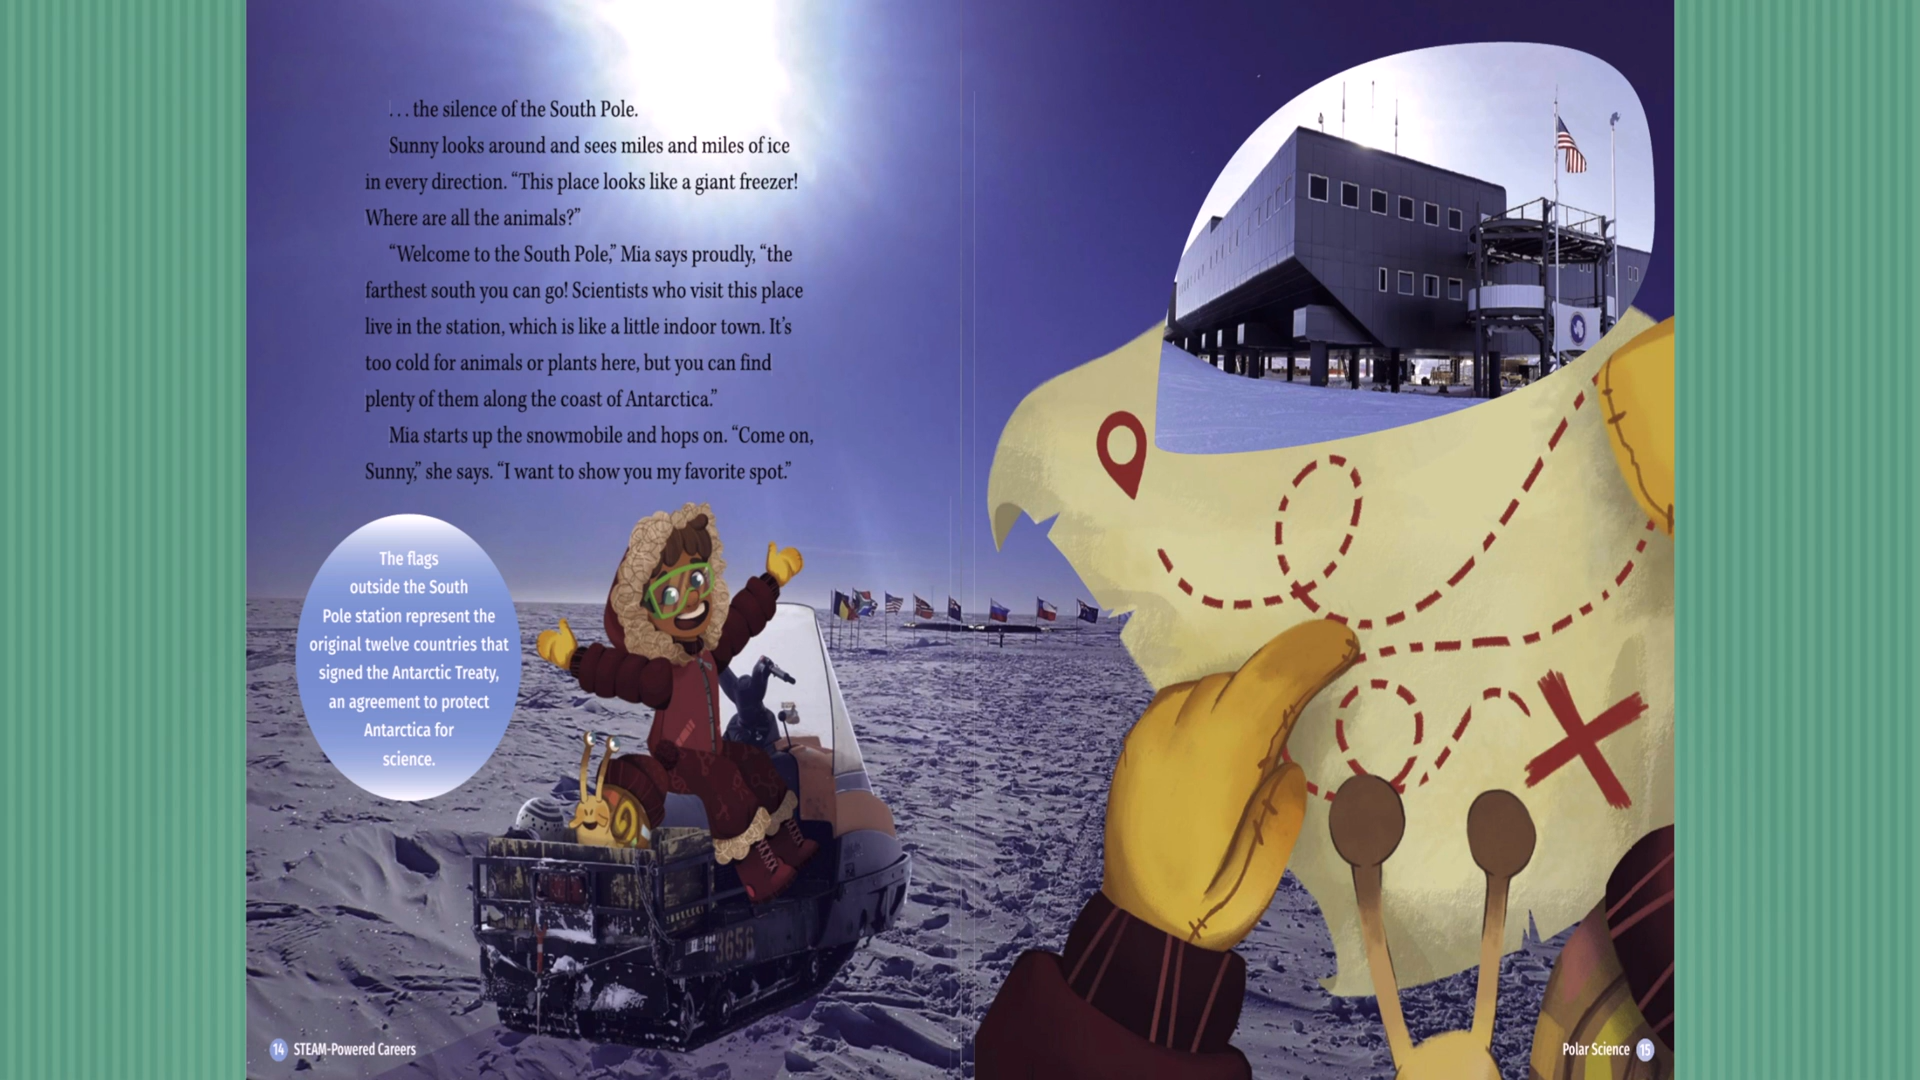 . . . the silence of the South Pole.
Sunny looks around and sees miles and miles of ice
in every direction. “This place looks like a giant freezer!
Where are all the animals?”
“Welcome to the South Pole,” Mia says proudly, “the
farthest south you can go! Scientists who visit this place
live in the station, which is like a little indoor town. It’s
too cold for animals or plants here, but you can find
plenty of them along the coast of Antarctica.”
Mia starts up the snowmobile and hops on. “Come on,
Sunny,” she says. “I want to show you my favorite spot.”
The flags
outside the South
Pole station represent the
original twelve countries that
signed the Antarctic Treaty,
an agreement to protect
Antarctica for
science.
3656
14 STEAM-Powered Careers
Polar Science 15